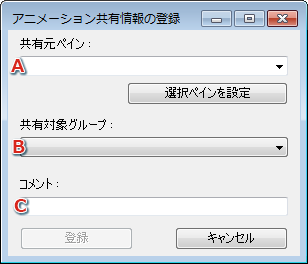 アニメーション共有情報の登録
共有元ペイン：
A
選択ペインを設定
共有対象グループ：
B
コメント：
C
登録 キャンセル